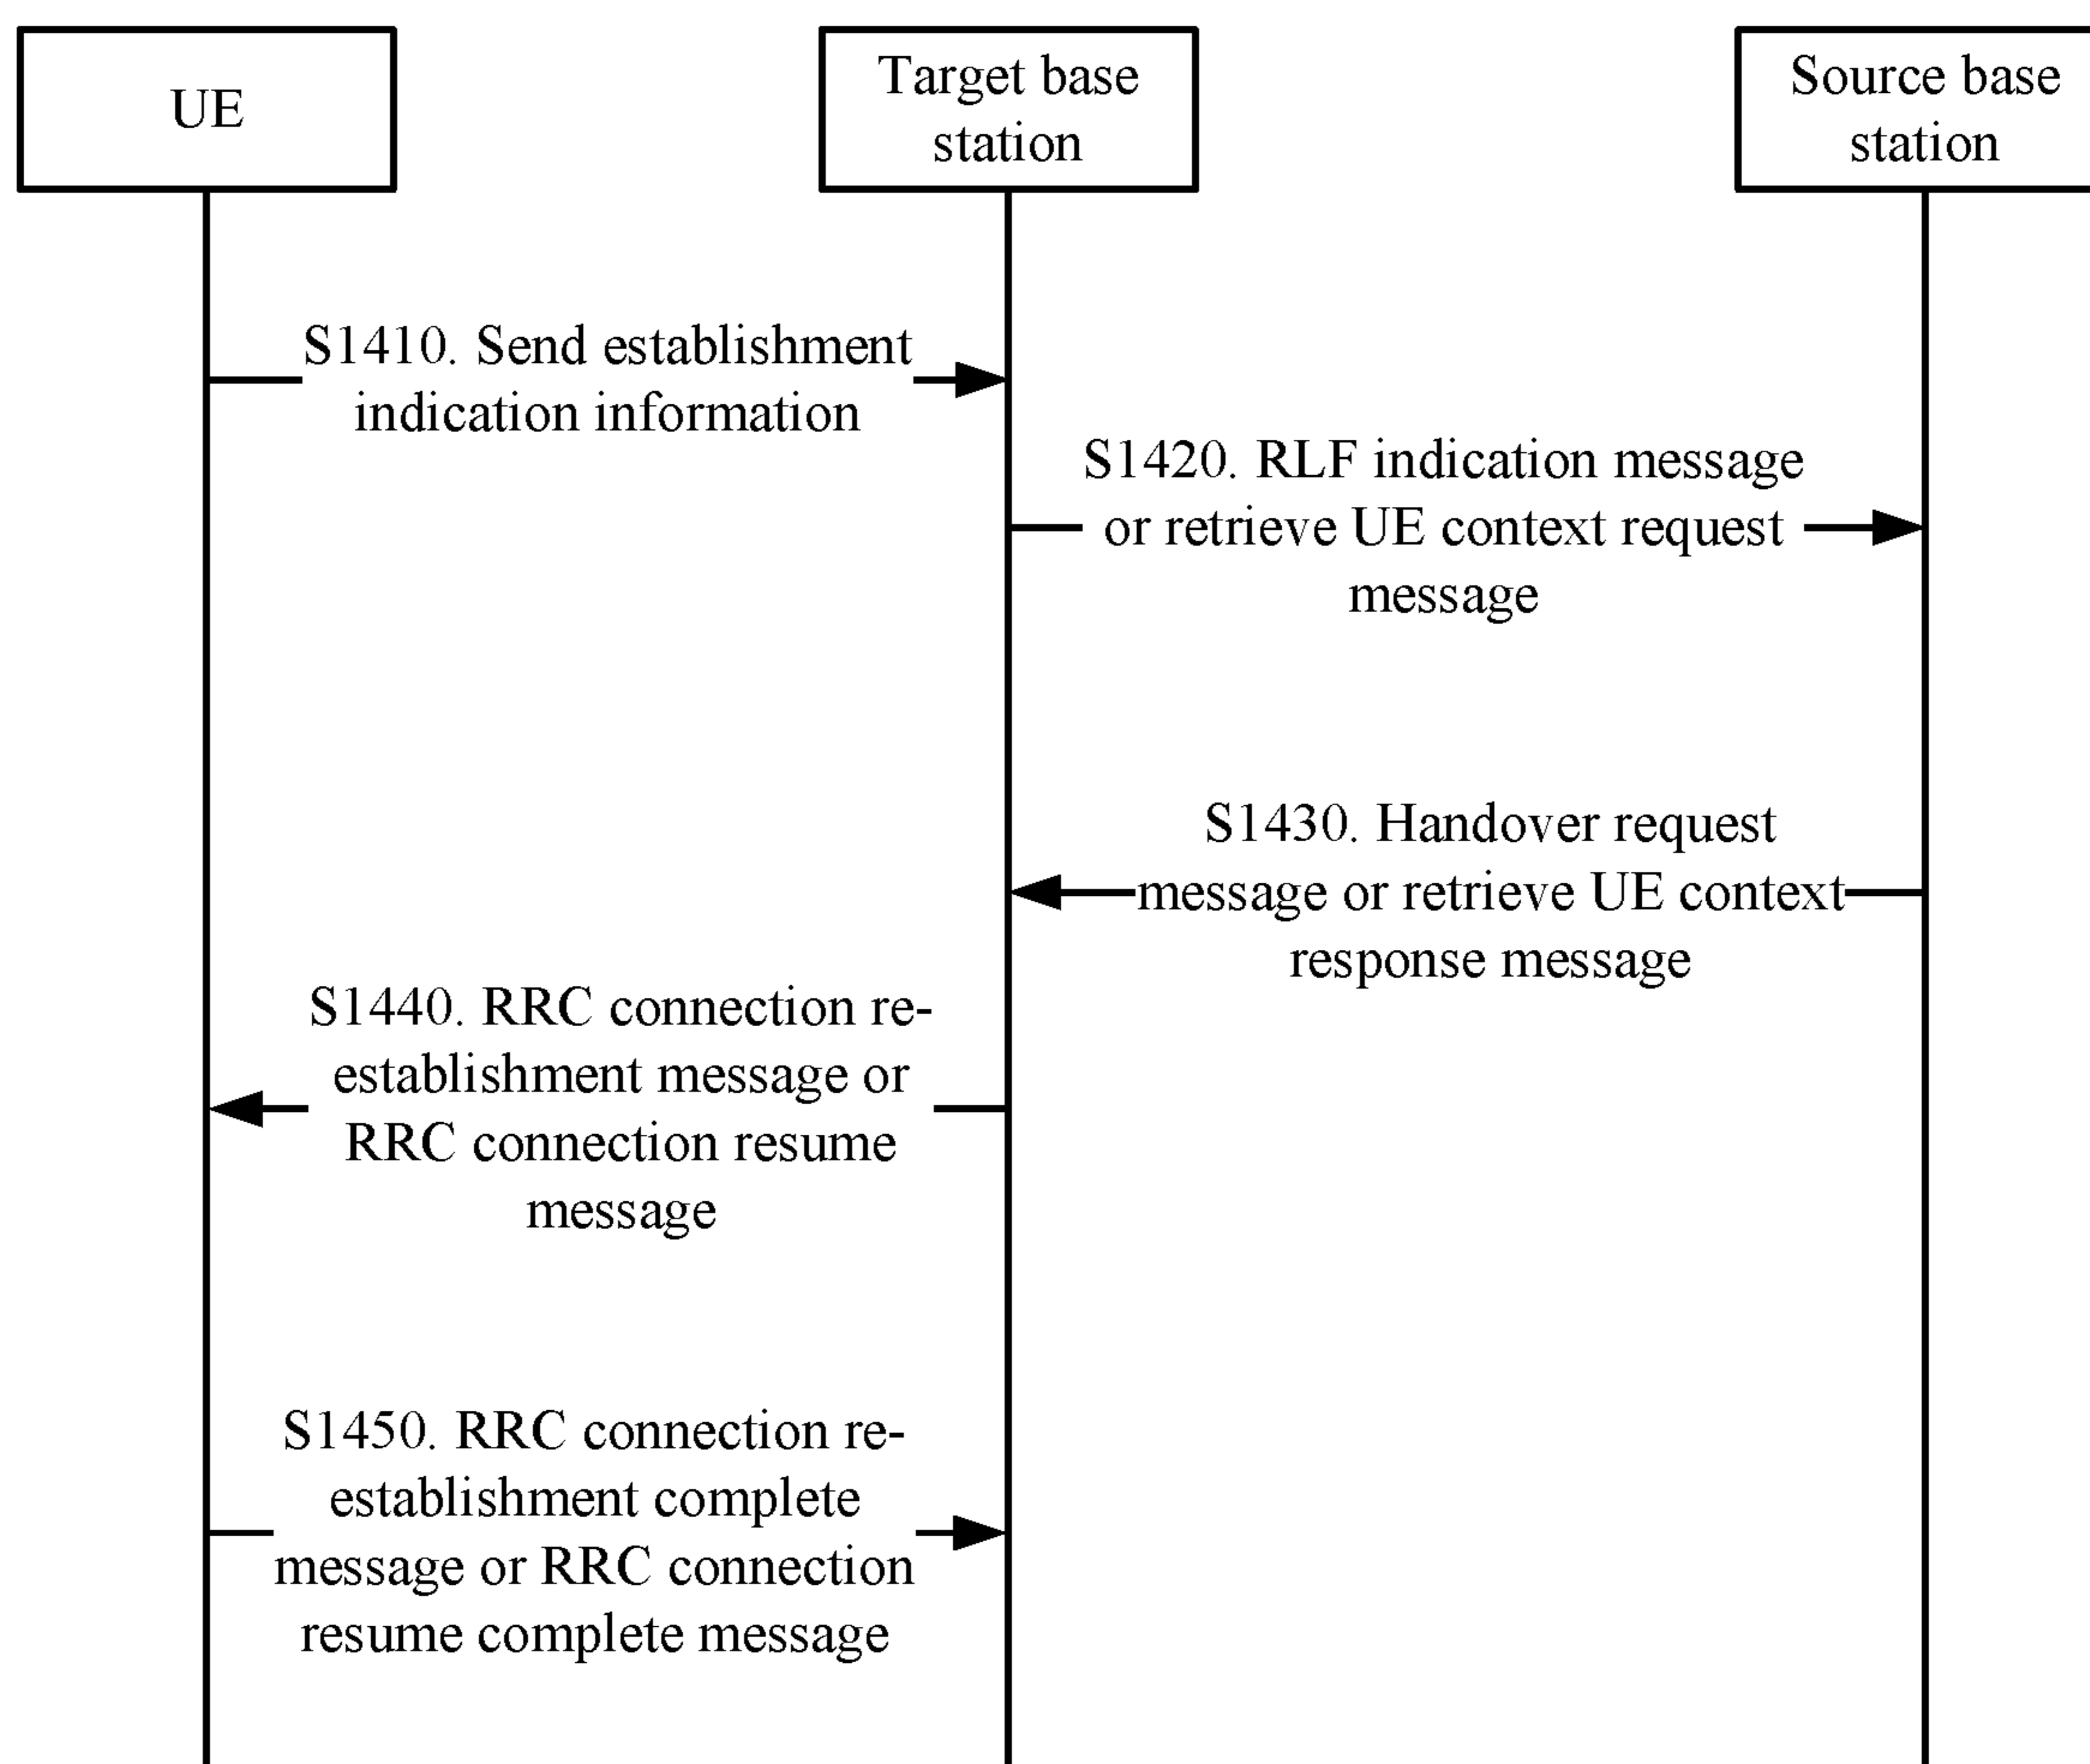 UE
Target base
station
Source base
station
S1410. Send establishment
indication information
S1420. RLF indication message
or retrieve UE context request
message
S1430. Handover request
message or retrieve UE context
response message
S1440. RRC connection re-
establishment message or
RRC connection resume
message
S1450. RRC connection re-
establishment complete
message or RRC connection
resume complete message